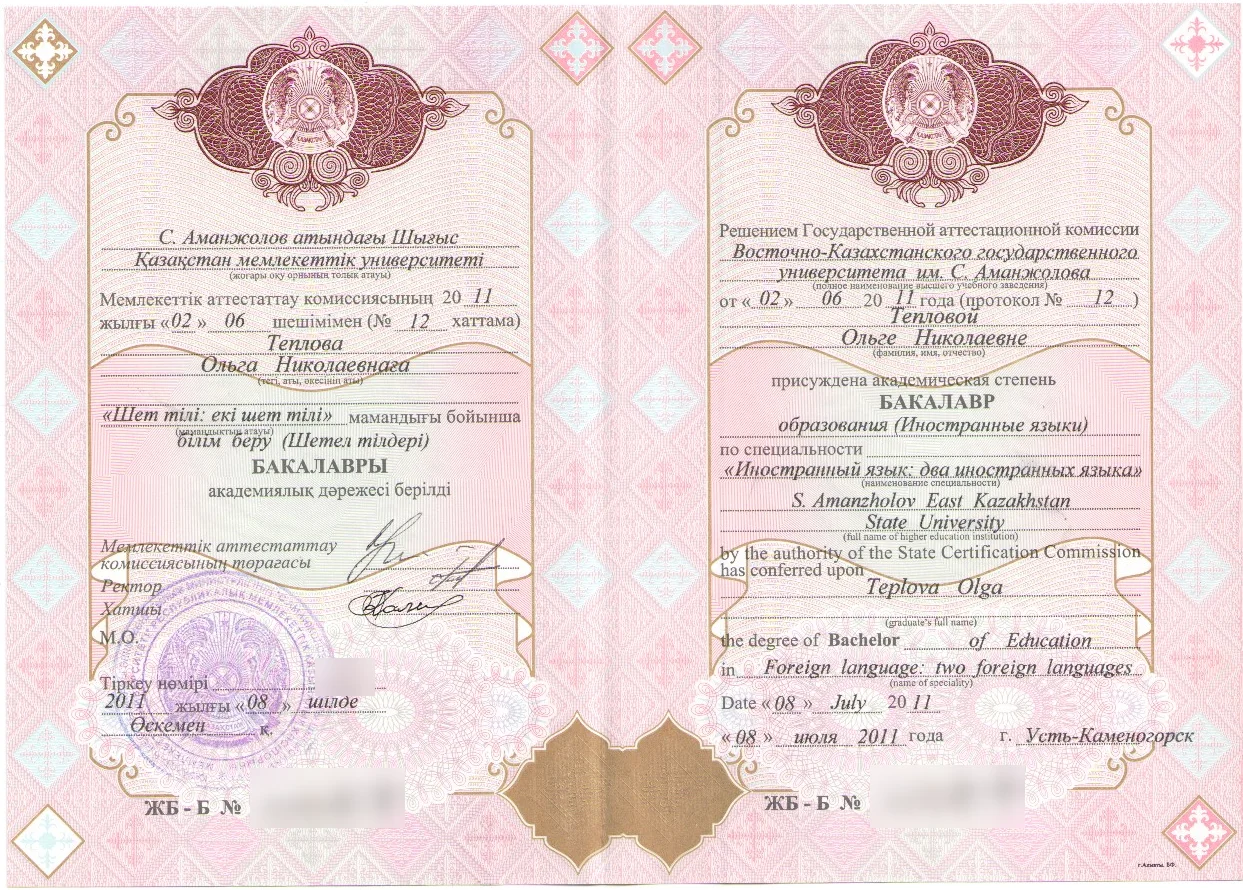 С. Аманжолов атындағы Шығыс
Қазақстан мемлекеттік университеті
(жоғары оқу орнының толық атауы)
Мемлекеттік аттестаттау комиссиясының 20 11
жылғы «02 » 06 шешімімен (№ 12 хаттама)
Теплова
Ольга Николаевнаға
(тегі, аты, әкесінің аты)
«Шет тілі: екі шет тілі» мамандығы бойынша
(мамандықтың атауы)
білім беру (Шетел тілдері)
БАКАЛАВРЫ
академиялық дәрежесі берілді
Мемлекеттік аттестаттау
комиссиясының төрағасы
Ректор
Хатшы
М.О.
Тіркеу нөмірі
2011 жылғы «08 » шілде
Өскемен қ.
ЖБ - Б №
Решением Государственной аттестационной комиссии
Восточно-Казахстанского государственного
университета им. С. Аманжолова
(полное наименование высшего учебного заведения)
от « 02 » 06 20 11 года (протокол № 12 )
Тепловой
Ольге Николаевне
(фамилия, имя, отчество)
присуждена академическая степень
БАКАЛАВР
образования (Иностранные языки)
по специальности
«Иностранный язык: два иностранных языка»
(наименование специальности)
S. Amanzholov East Kazakhstan
State University
(full name of higher education institution)
by the authority of the State Certification Commission
has conferred upon
Teplova Olga
(graduate's full name)
the degree of Bachelor of Education
in Foreign language: two foreign languages
(name of speciality)
Date « 08 » July 20 11
« 08 » июля 2011 года г. Усть-Каменогорск
ЖБ - Б №
г.Алматы, БФ.